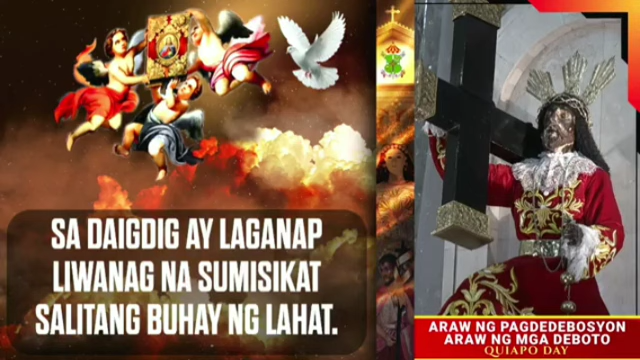 SA DAIGDIG AY LAGANAP
LIWANAG NA SUMISIKAT
SALITANG BUHAY NG LAHAT.
ARAW NG PAGDEDEBOSYON
ARAW NG MGA DEBOTO
QUIAPO DAY